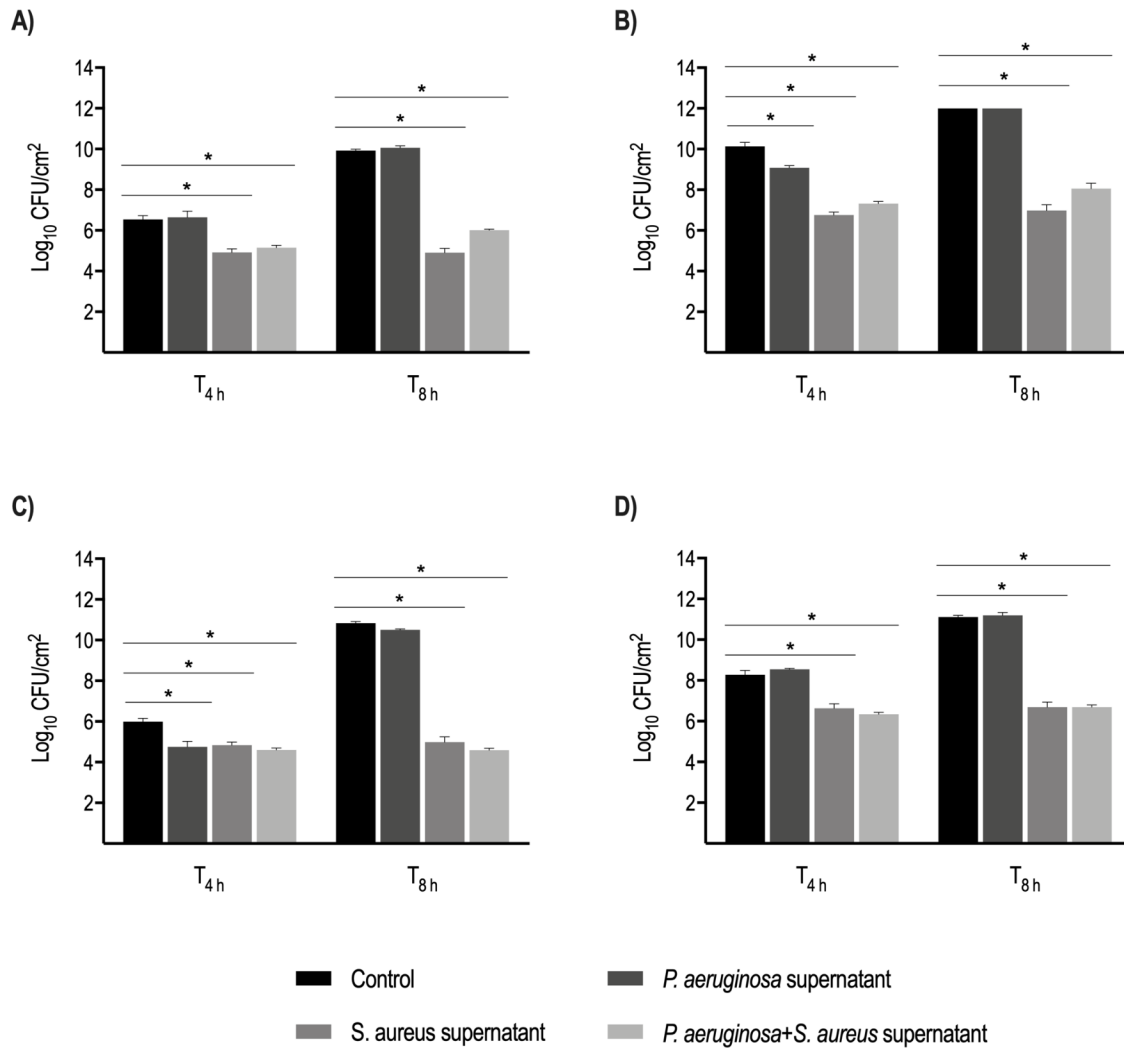 A)
14
12
10
8
6
4
2
Log10 CFU/cm2
*
*
*
*
T4 h
T8 h
B)
14
12
10
8
6
4
2
Log10 CFU/cm2
*
*
*
*
*
T4 h
T8 h
C)
14
12
10
8
6
4
2
Log10 CFU/cm2
*
*
*
*
*
T4 h
T8 h
D)
14
12
10
8
6
4
2
Log10 CFU/cm2
*
*
*
*
T4 h
T8 h
Control
P. aeruginosa supernatant
S. aureus supernatant
P. aeruginosa+S. aureus supernatant